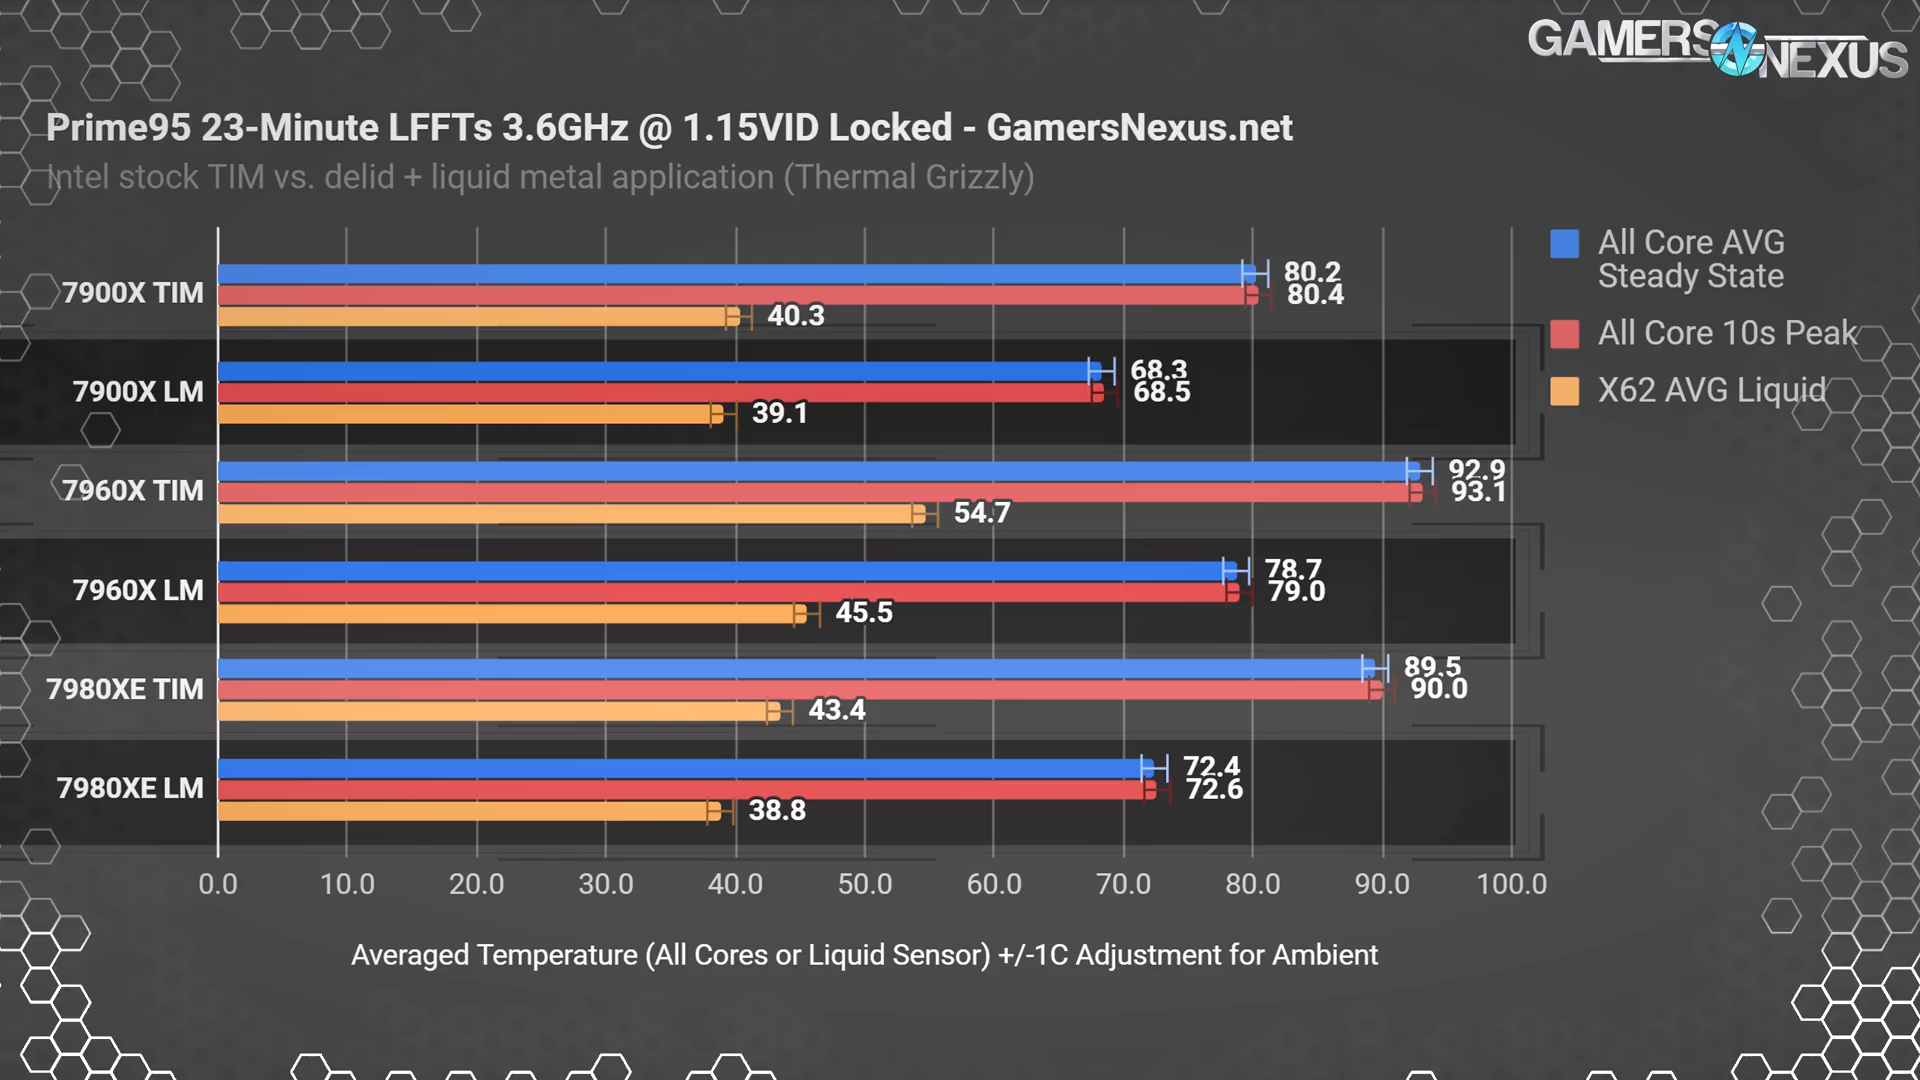 GAMERS NEXUS
Prime95 23-Minute LFFTs 3.6GHz @ 1.15VID Locked - GamersNexus.net
Intel stock TIM vs. delid + liquid metal application (Thermal Grizzly)
All Core AVG
Steady State
All Core 10s Peak
X62 AVG Liquid
7900X TIM
80.2
80.4
40.3
7900X LM
68.3
68.5
39.1
7960X TIM
92.9
93.1
54.7
7960X LM
78.7
79.0
45.5
7980XE TIM
89.5
90.0
43.4
7980XE LM
72.4
72.6
38.8
0.0 10.0 20.0 30.0 40.0 50.0 60.0 70.0 80.0 90.0 100.0
Averaged Temperature (All Cores or Liquid Sensor) +/-1C Adjustment for Ambient